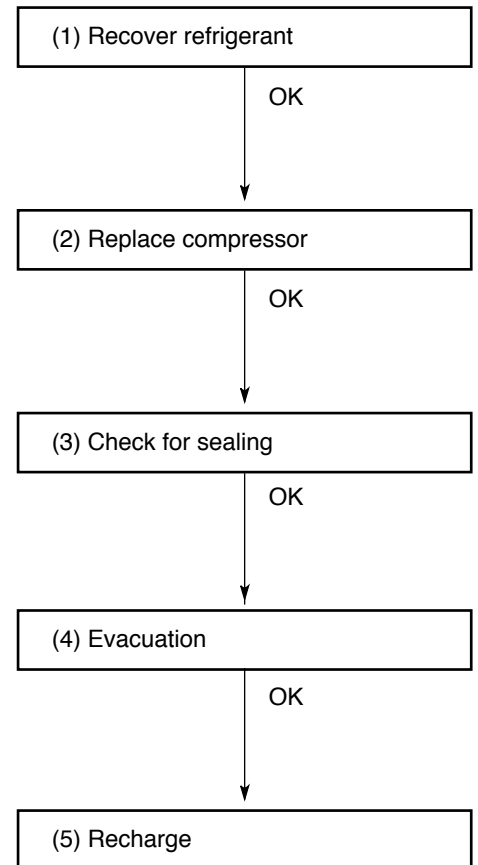 (1) Recover refrigerant
OK
(2) Replace compressor
OK
(3) Check for sealing
OK
(4) Evacuation
OK
(5) Recharge